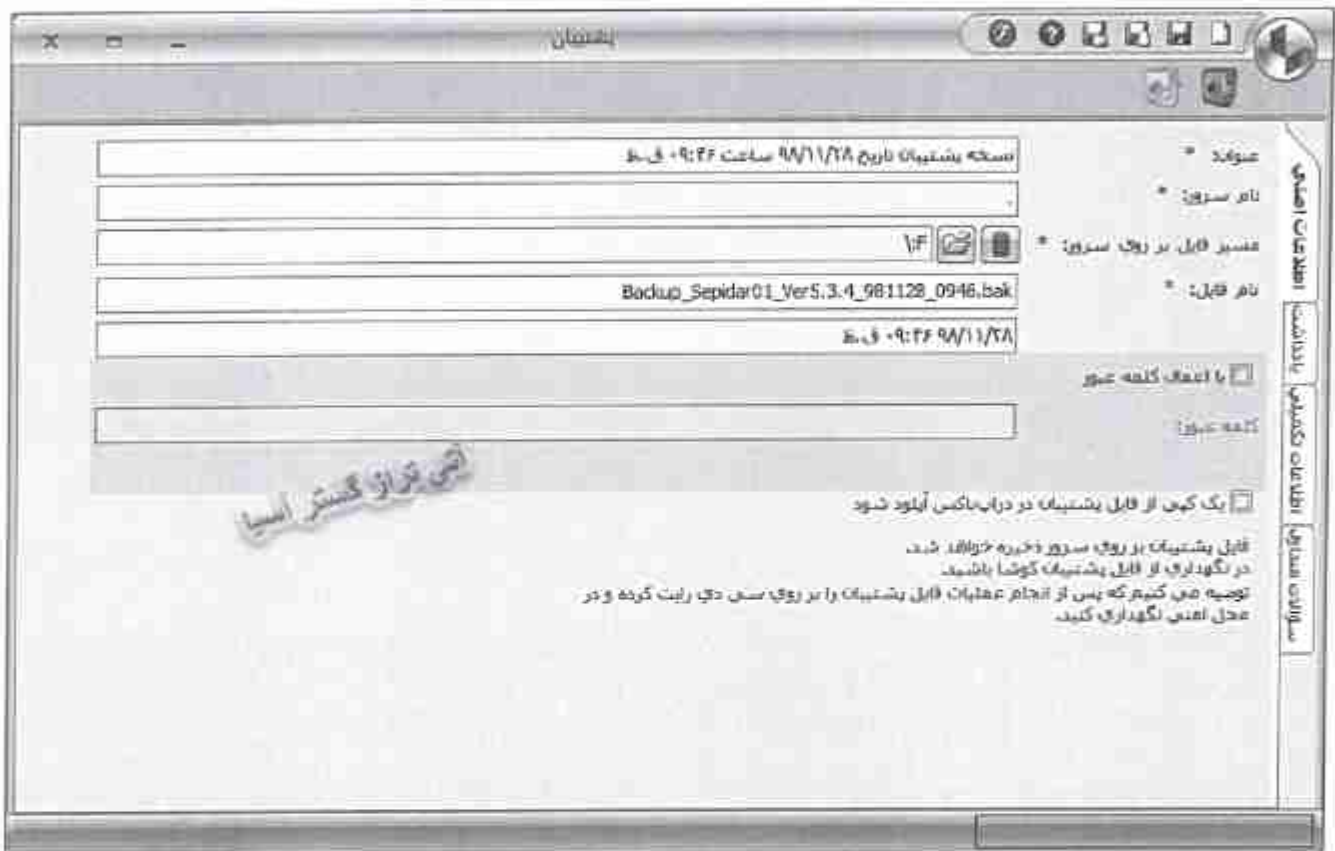 پشتیبان
عنوان: *
نسخه پشتیبان تاریخ ۹۸/۱۱/۲۸ ساعت ۰۹:۴۶ ق.ظ
نام سرور: *
.
مسیر فایل بر روی سرور: *
\:F
نام فایل: *
Backup_Sepidar01_Ver5.3.4_981128_0946.bak
۰۹:۴۶ ۹۸/۱۱/۲۸ ق.ظ
با اعمال کلمه عبور
کلمه عبور:
یک کپی از فایل پشتیبان در دراپ‌باکس آپلود شود
فایل پشتیبان بر روی سرور ذخیره خواهد شد.
در نگهداری از فایل پشتیبان کوشا باشید.
توصیه می کنیم که پس از انجام عملیات فایل پشتیبان را بر روی سی دی رایت کرده و در
محل امنی نگهداری کنید.
اطلاعات اصلی
یادداشت
اطلاعات تکمیلی
سؤالات متداول
تراز گستر آسیا